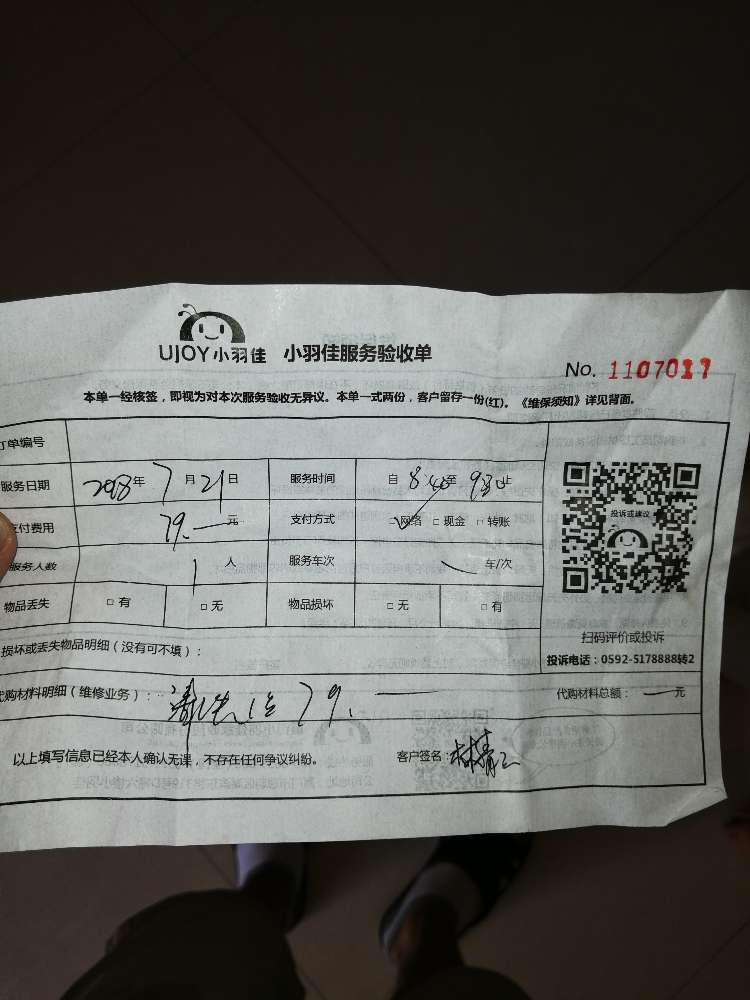 UJOY小羽佳 小羽佳服务验收单
No. 1107017
本单一经核签，即视为对本次服务验收无异议。本单一式两份，客户留存一份(红)。《维保须知》详见背面。
订单编号
服务日期 年 7 月 21 日 服务时间 自 8:40 至 9:30 止
支付费用 79.— 元 支付方式 ☑ 网络 □ 现金 □ 转账
服务人数 1 人 服务车次 车/次
物品丢失 □ 有 □ 无 物品损坏 □ 无 □ 有
投诉或建议
扫码评价或投诉
投诉电话：0592-5178888转2
损坏或丢失物品明细（没有可不填）：
代购材料明细（维修业务）： 79.— 代购材料总额： — 元
以上填写信息已经本人确认无误，不存在任何争议纠纷。 客户签名：